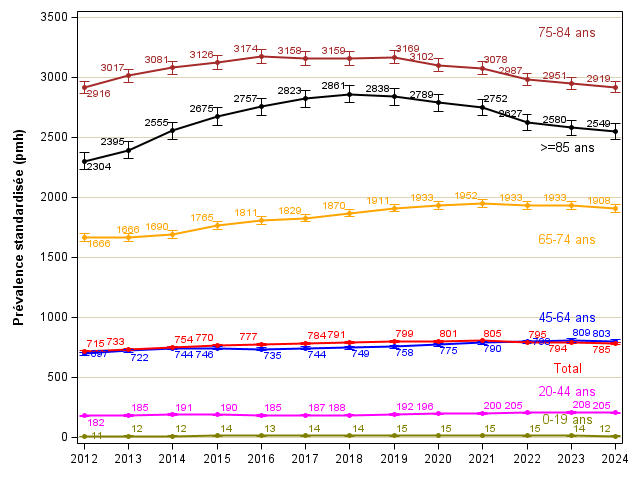 3500
75-84 ans
3017 3081 3126 3174 3158 3159 3169 3102 3078 2987 2951 2919
3000
2916
2395 2555 2675 2757 2823 2861 2838 2789 2752 2627 2580 2549
2500
2304
>=85 ans
2000
1666 1666 1690 1765 1811 1829 1870 1911 1933 1952 1933 1933 1908
65-74 ans
1500
Prévalence standardisée (pmh)
1000
45-64 ans
715 733 754 770 777 784 791 799 801 805 795 794 785
697 722 744 746 735 744 749 758 775 790 809 803
Total
500
20-44 ans
182 185 191 190 185 187 188 192 196 200 205 208 205
0-19 ans
11 12 12 14 13 14 14 15 15 15 15 14 12
0
2012 2013 2014 2015 2016 2017 2018 2019 2020 2021 2022 2023 2024